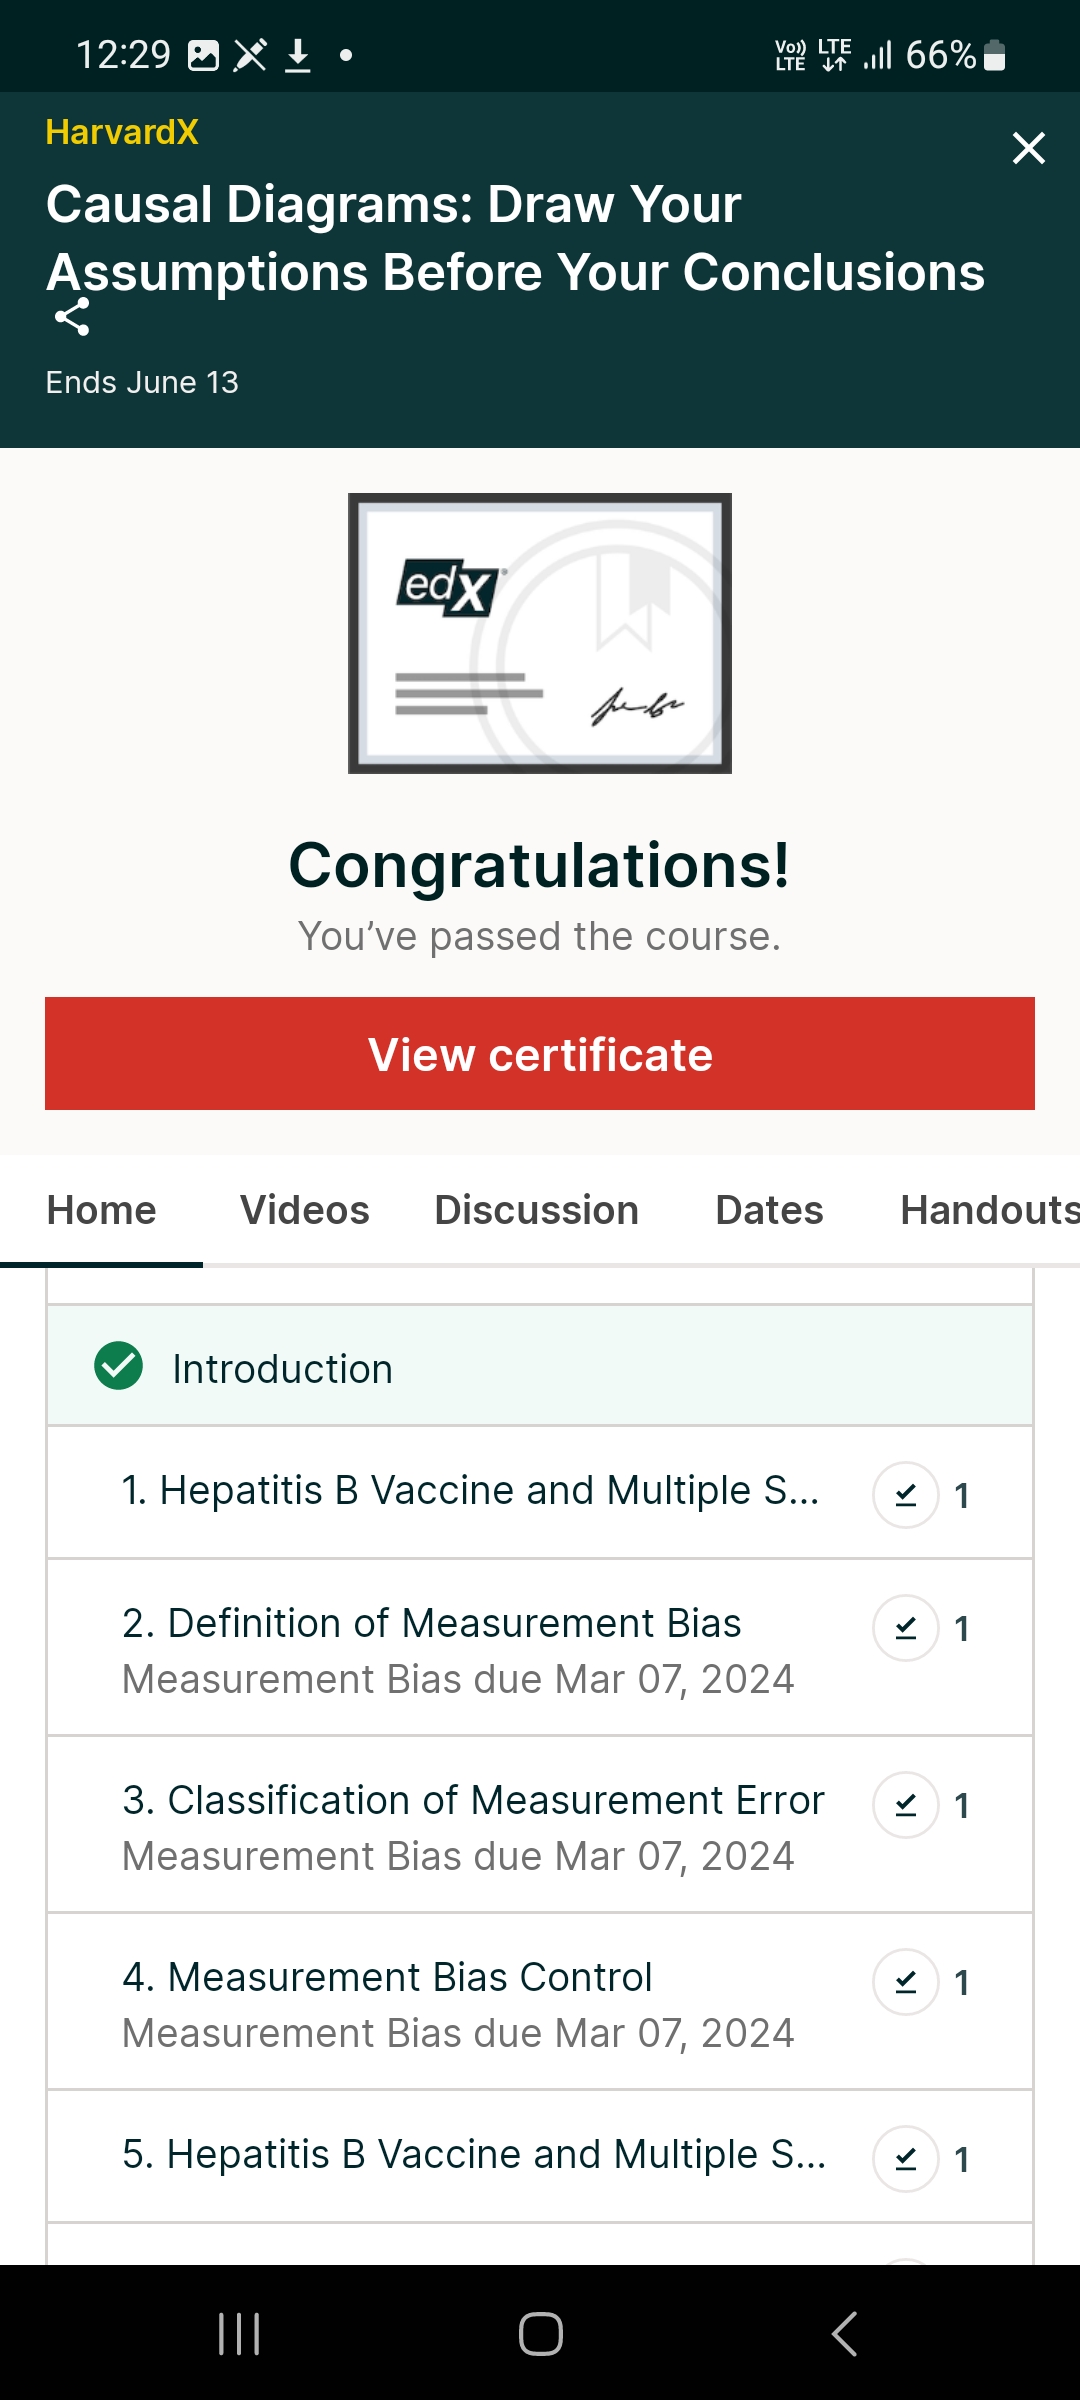 12:29 Vo)) LTE LTE 66%
HarvardX
Causal Diagrams: Draw Your
Assumptions Before Your Conclusions
Ends June 13
edX
Congratulations!
You’ve passed the course.
View certificate
Home Videos Discussion Dates Handouts
Introduction
1. Hepatitis B Vaccine and Multiple S... 1
2. Definition of Measurement Bias 1
Measurement Bias due Mar 07, 2024
3. Classification of Measurement Error 1
Measurement Bias due Mar 07, 2024
4. Measurement Bias Control 1
Measurement Bias due Mar 07, 2024
5. Hepatitis B Vaccine and Multiple S... 1